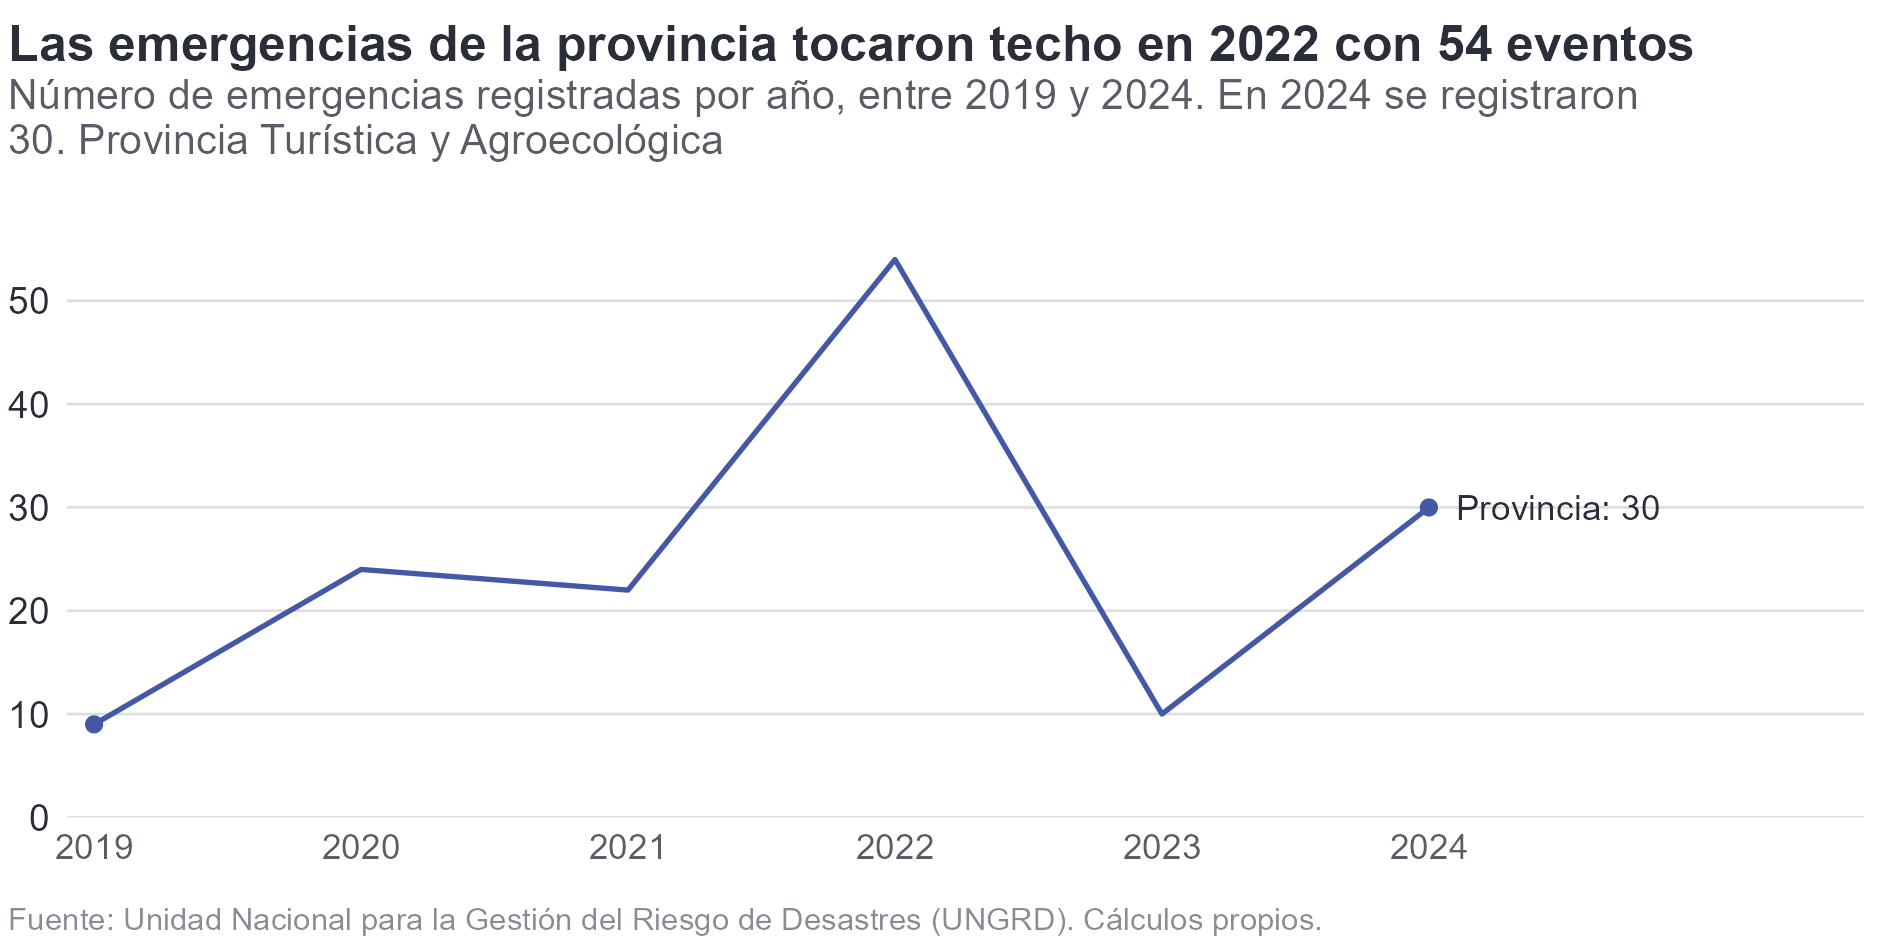 Las emergencias de la provincia tocaron techo en 2022 con 54 eventos
Número de emergencias registradas por año, entre 2019 y 2024. En 2024 se registraron
30. Provincia Turística y Agroecológica
50
40
30
Provincia: 30
20
10
0
2019 2020 2021 2022 2023 2024
Fuente: Unidad Nacional para la Gestión del Riesgo de Desastres (UNGRD). Cálculos propios.